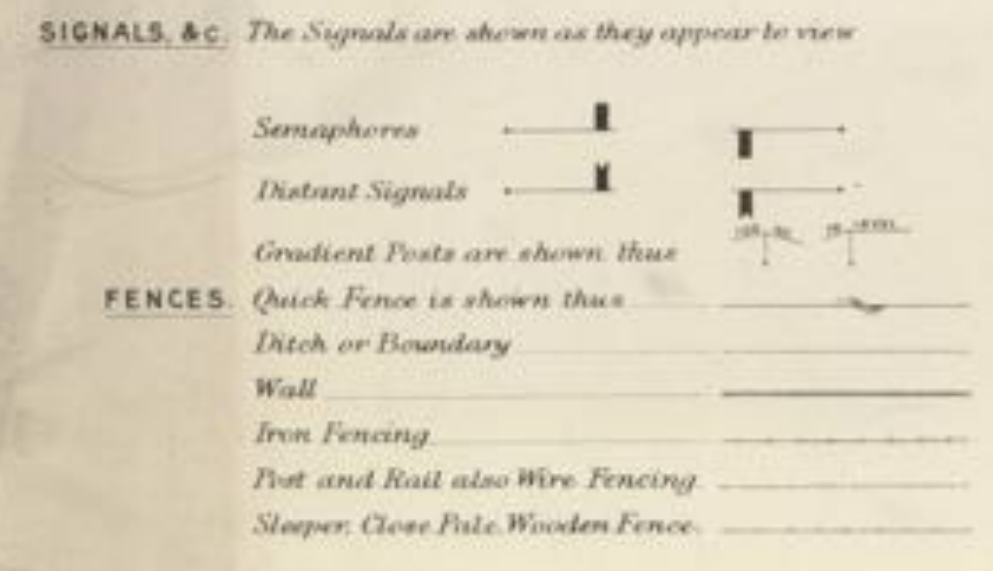 SIGNALS, &c. The Signals are shown as they appear to view
Semaphores
Distant Signals
Gradient Posts are shown thus
FENCES. Quick Fence is shown thus
Ditch or Boundary
Wall
Iron Fencing
Post and Rail also Wire Fencing
Sleeper, Close Pale, Wooden Fence.